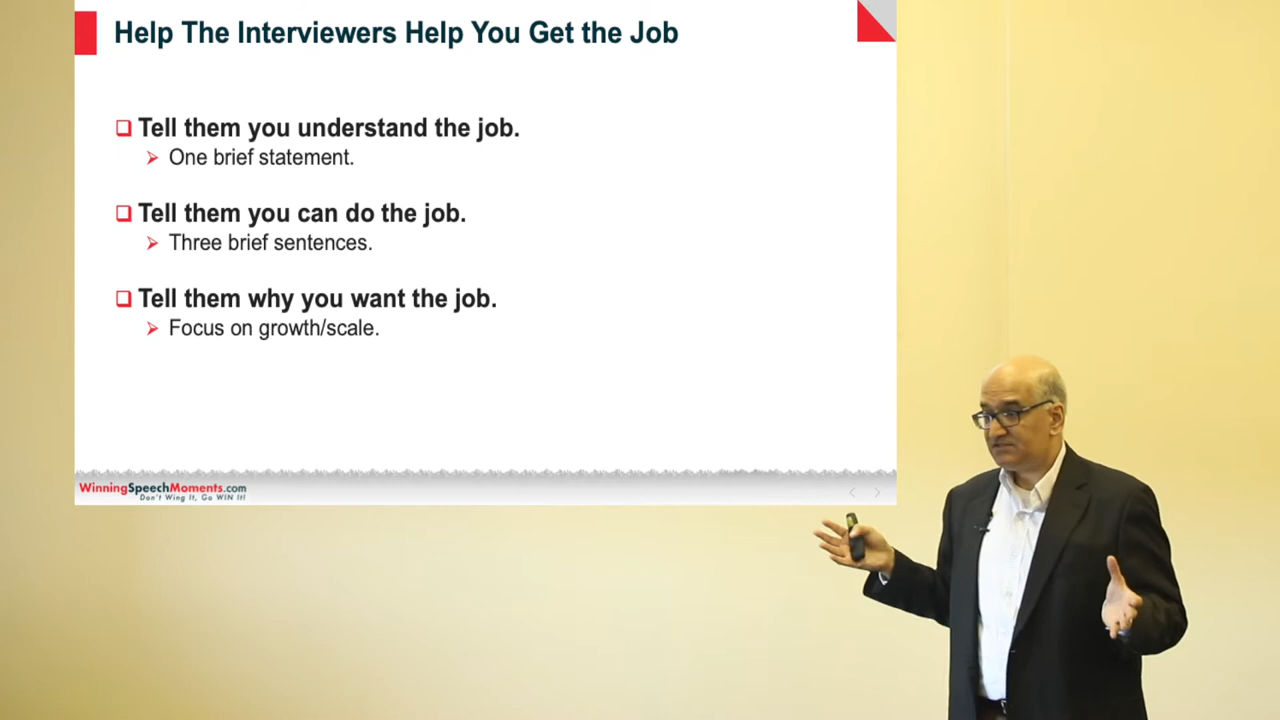 Help The Interviewers Help You Get the Job
Tell them you understand the job.
One brief statement.
Tell them you can do the job.
Three brief sentences.
Tell them why you want the job.
Focus on growth/scale.
WinningSpeechMoments.com
Don't Wing It, Go WIN It!